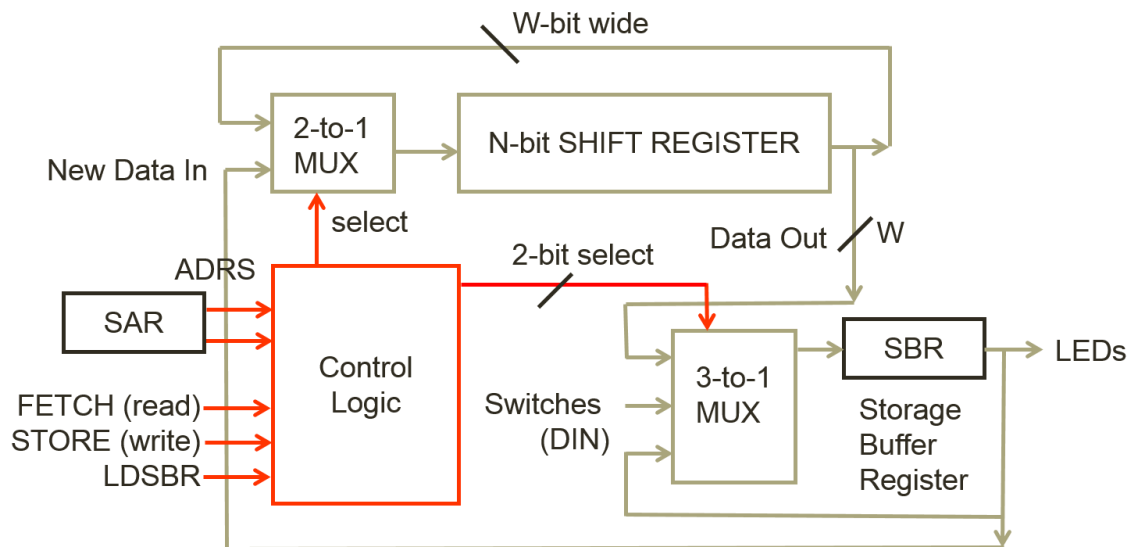 W-bit wide
2-to-1
MUX
N-bit SHIFT REGISTER
New Data In
select
Data Out
W
2-bit select
ADRS
SAR
Control
Logic
FETCH (read)
STORE (write)
LDSBR
3-to-1
MUX
Switches
(DIN)
SBR
LEDs
Storage
Buffer
Register